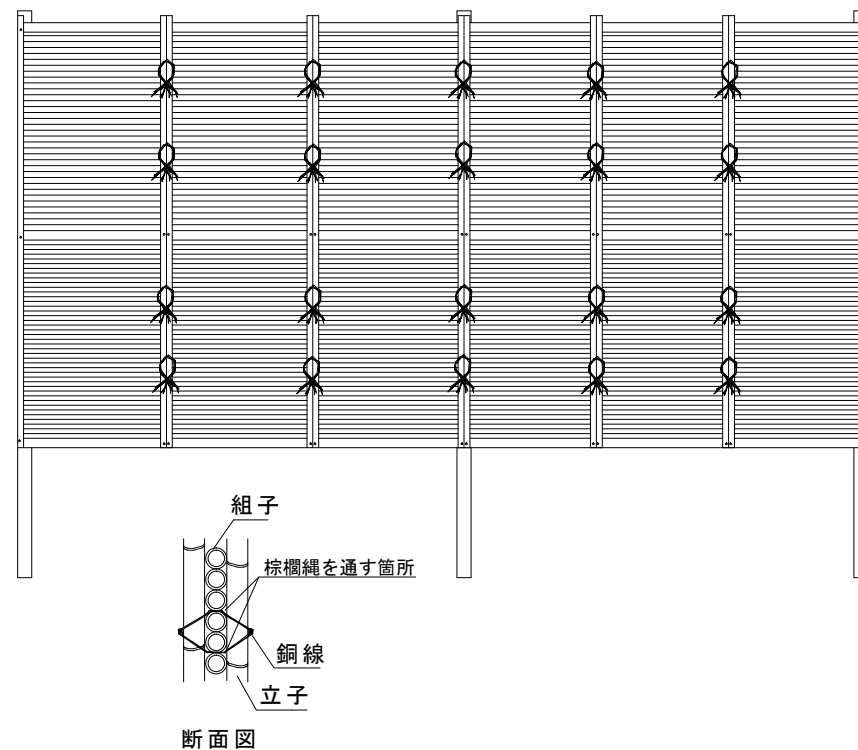 組子
棕櫚縄を通す箇所
銅線
立子
断面図